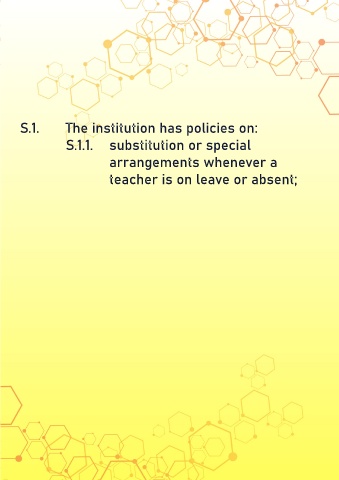 S.1. The institution has policies on:
S.1.1. substitution or special
arrangements whenever a
teacher is on leave or absent;